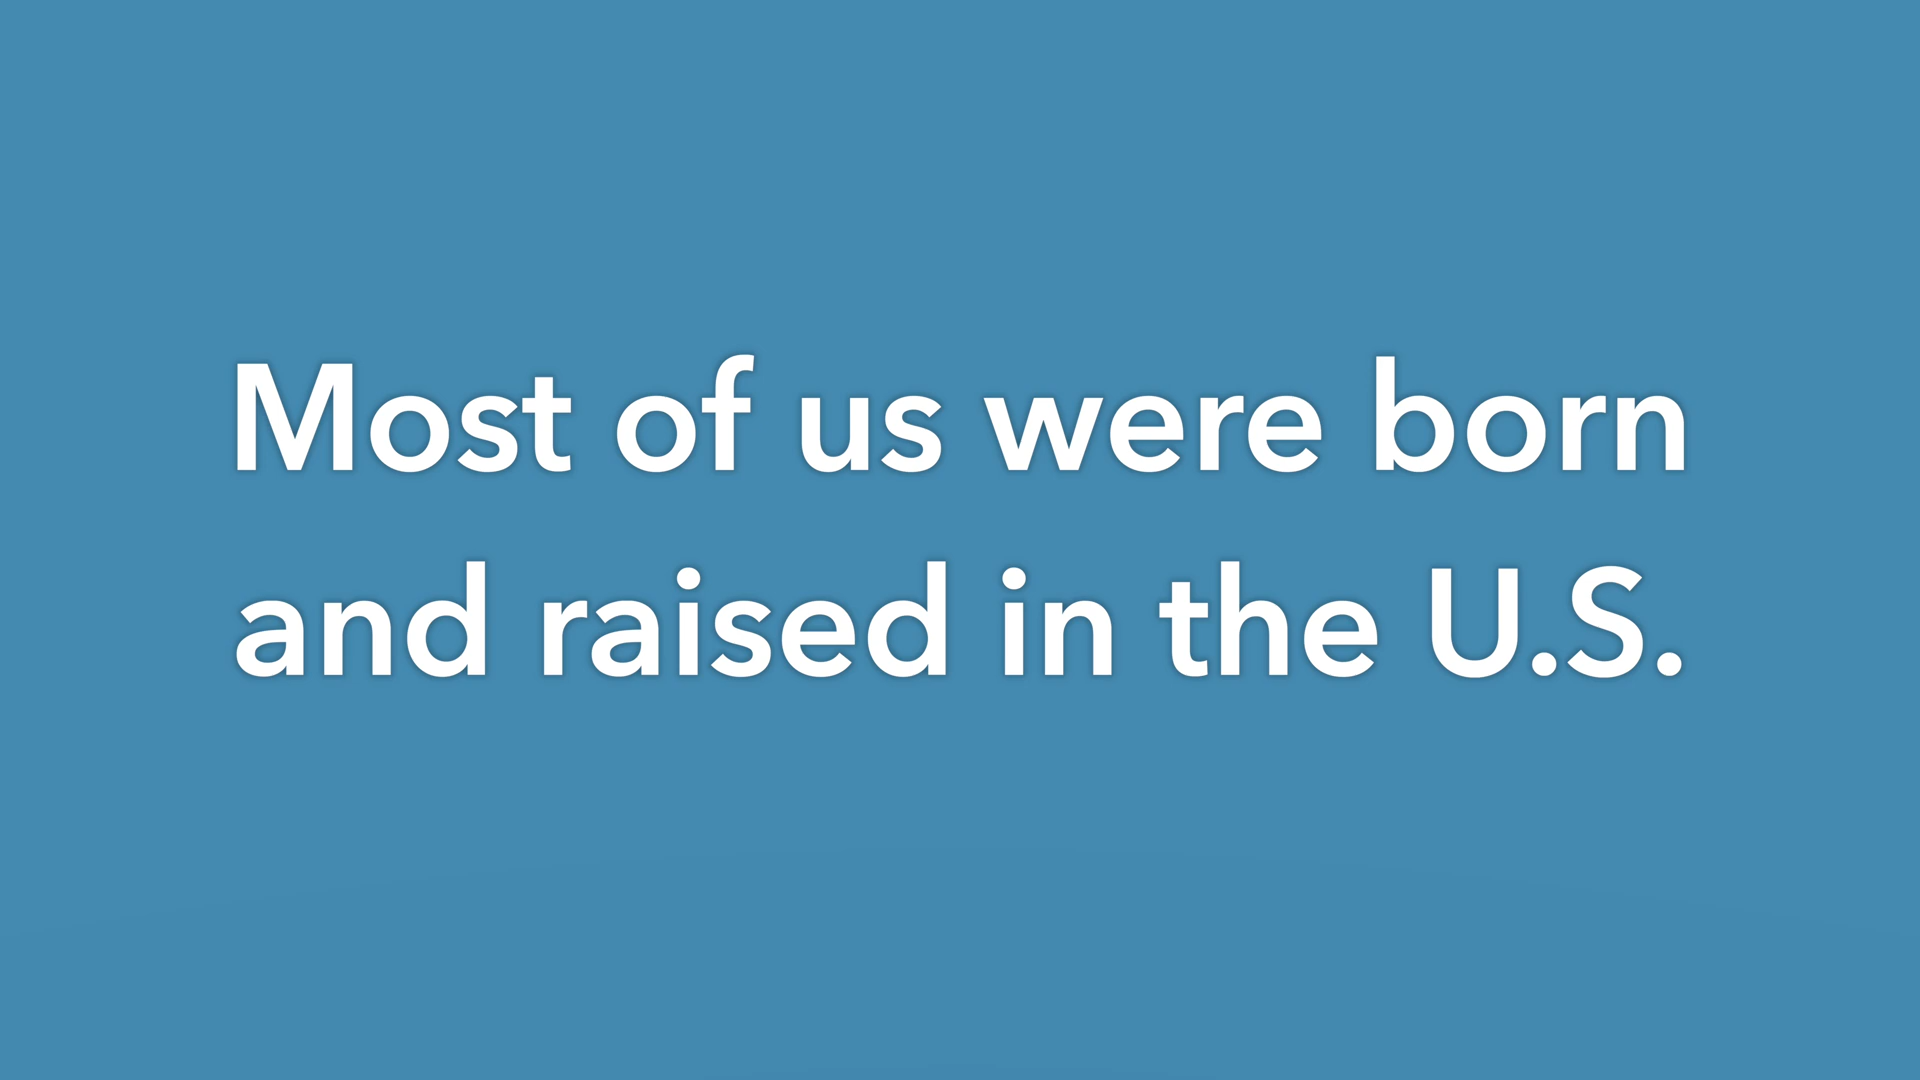 Most of us were born
and raised in the U.S.